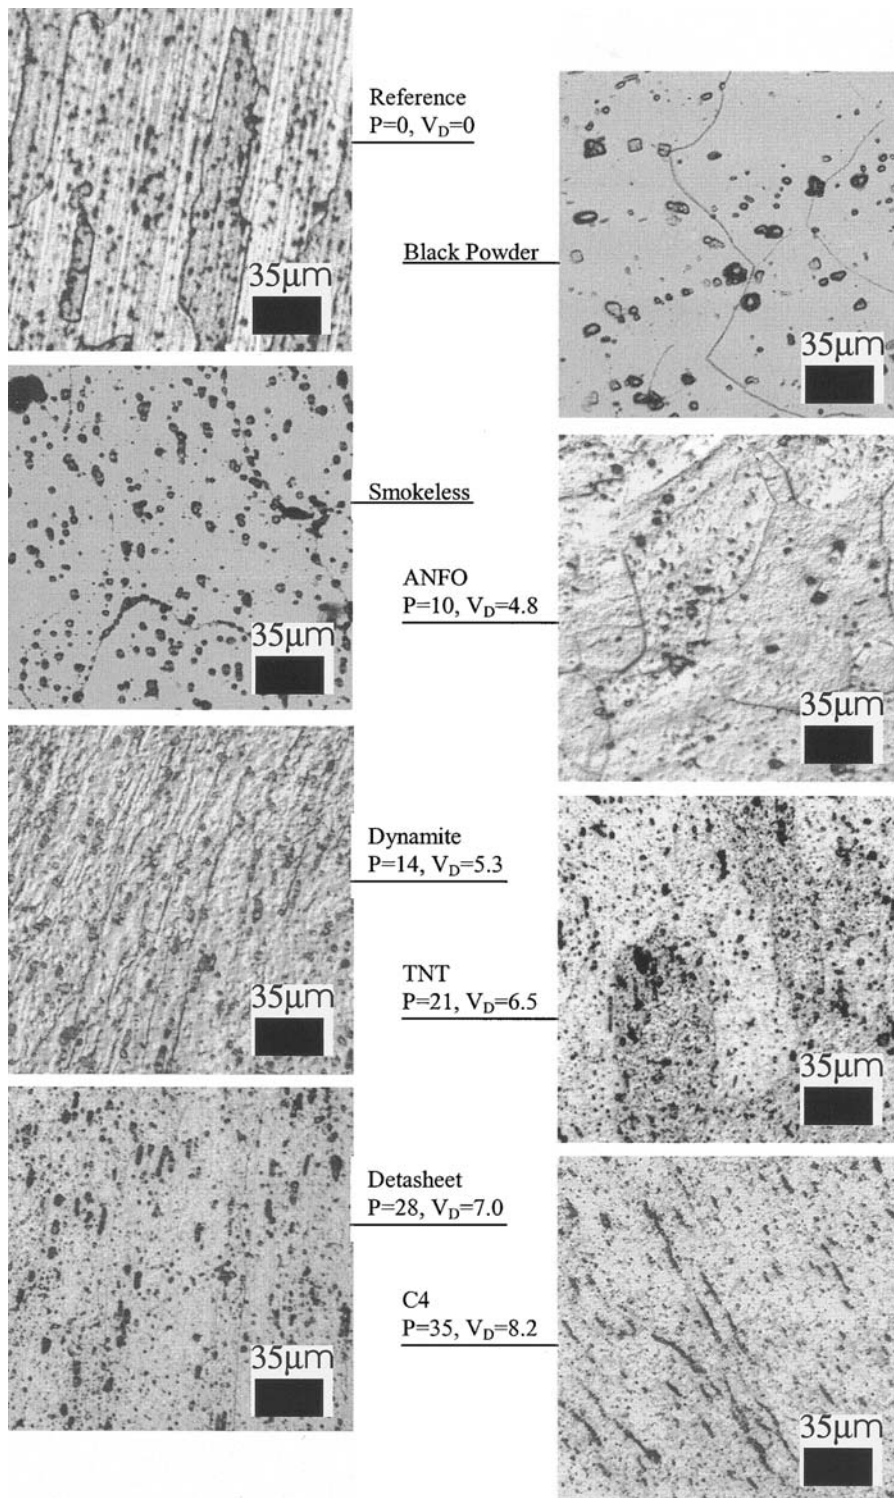 Reference
P=0, V_D=0
35µm
Black Powder
35µm
Smokeless
35µm
ANFO
P=10, V_D=4.8
35µm
Dynamite
P=14, V_D=5.3
35µm
TNT
P=21, V_D=6.5
35µm
Detasheet
P=28, V_D=7.0
35µm
C4
P=35, V_D=8.2
35µm